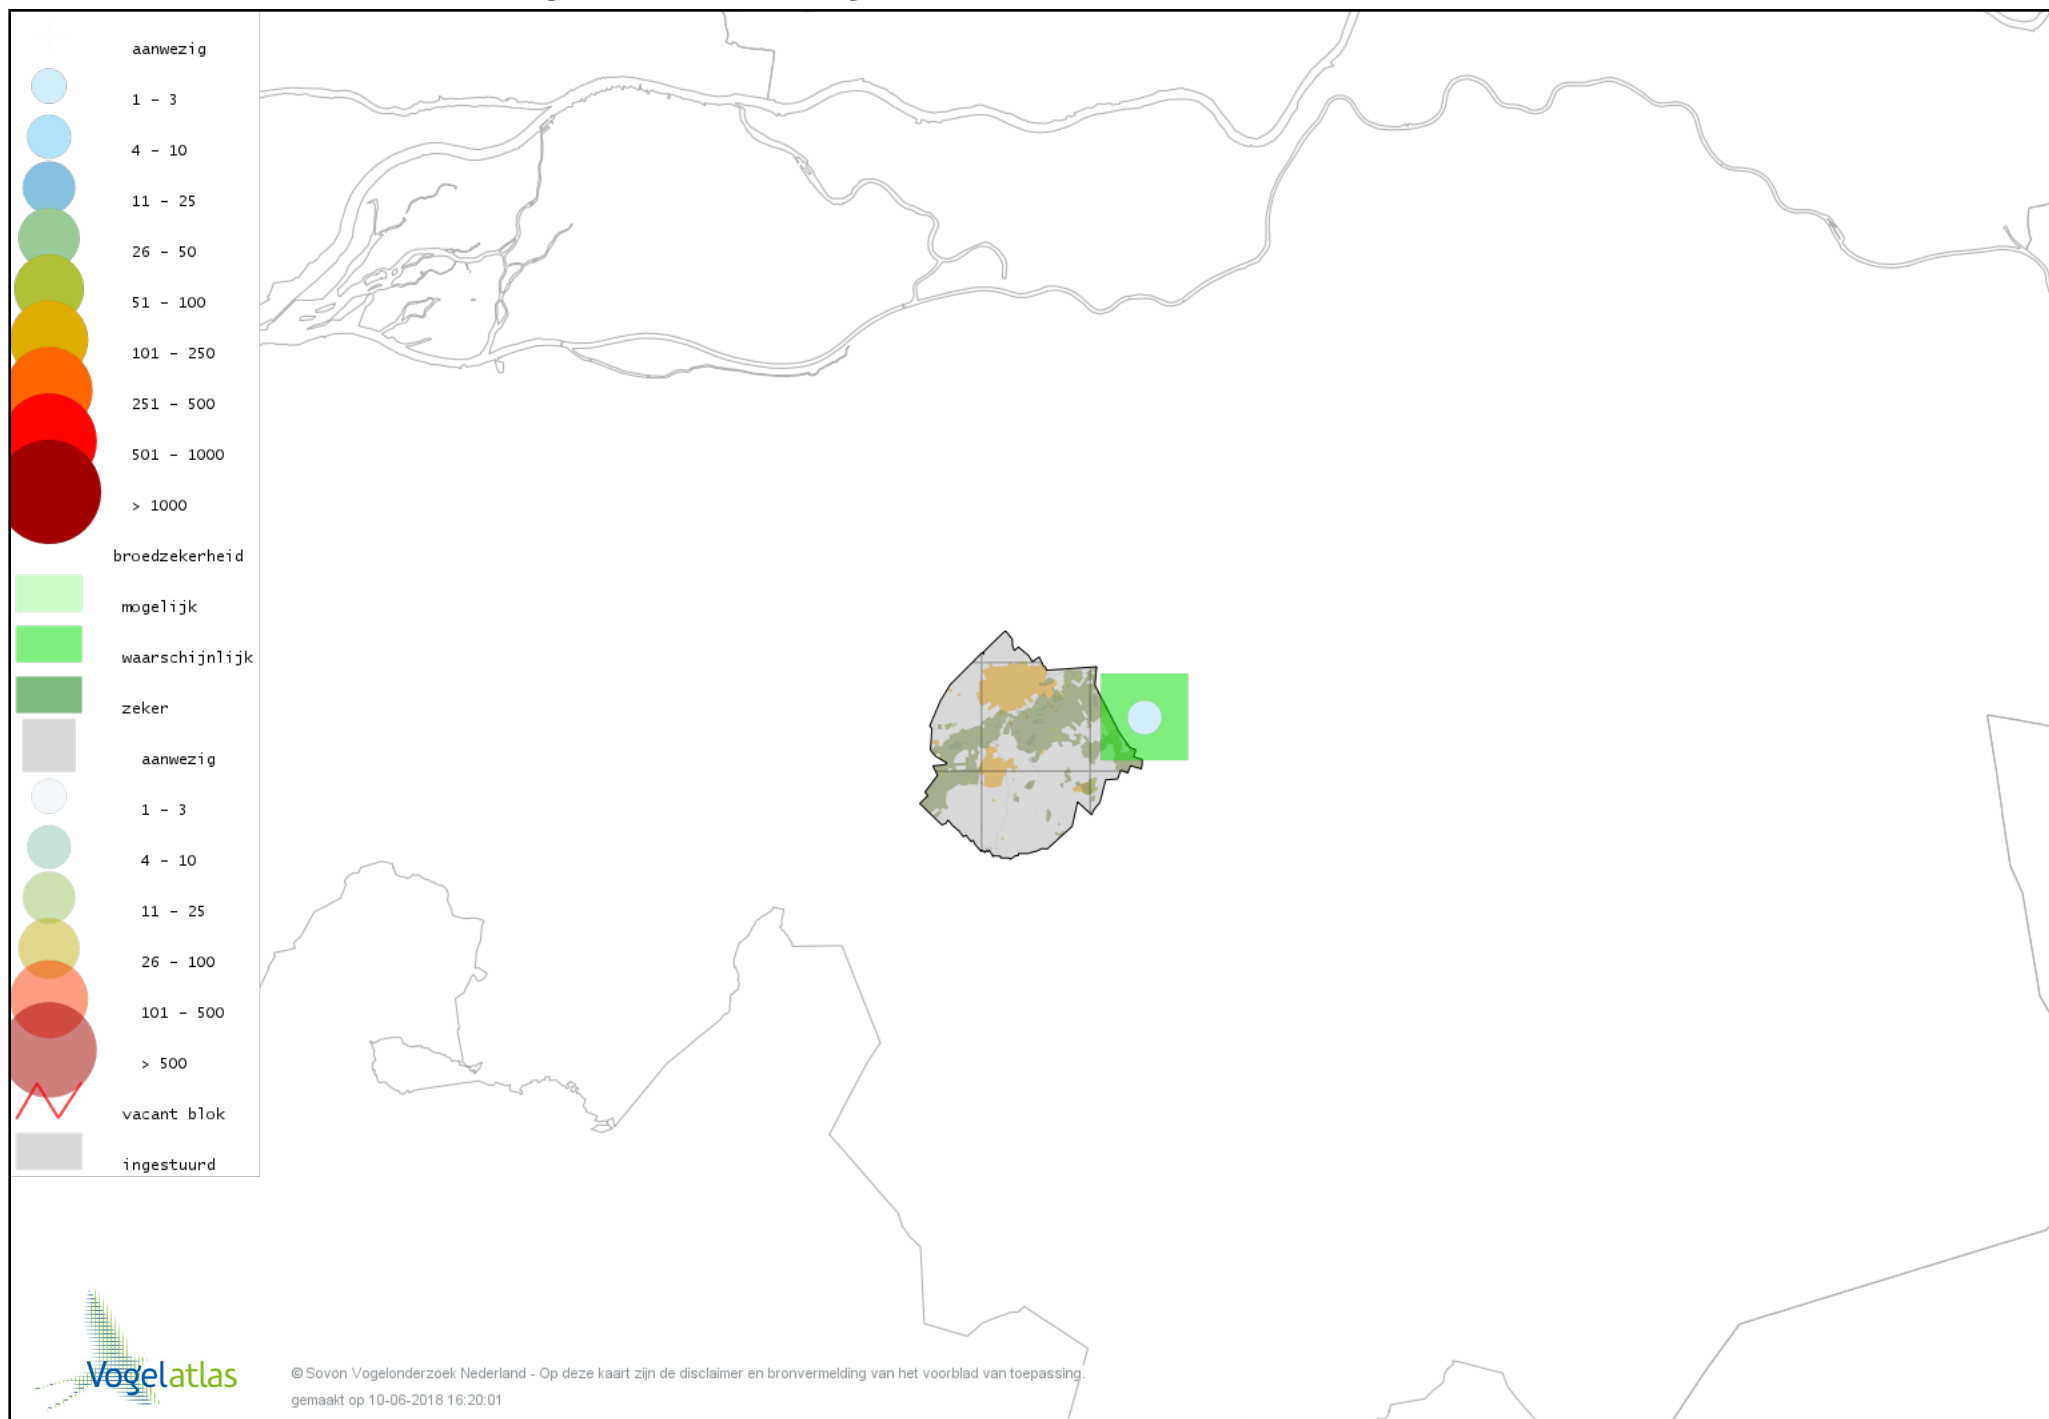 aanwezig
1 - 3
4 - 10
11 - 25
26 - 50
51 - 100
101 - 250
251 - 500
501 - 1000
> 1000
broedzekerheid
mogelijk
waarschijnlijk
zeker
aanwezig
1 - 3
4 - 10
11 - 25
26 - 100
101 - 500
> 500
vacant blok
ingestuurd
Vogelatlas
© Sovon Vogelonderzoek Nederland - Op deze kaart zijn de disclaimer en bronvermelding van het voorblad van toepassing.
gemaakt op 10-06-2018 16:20:01